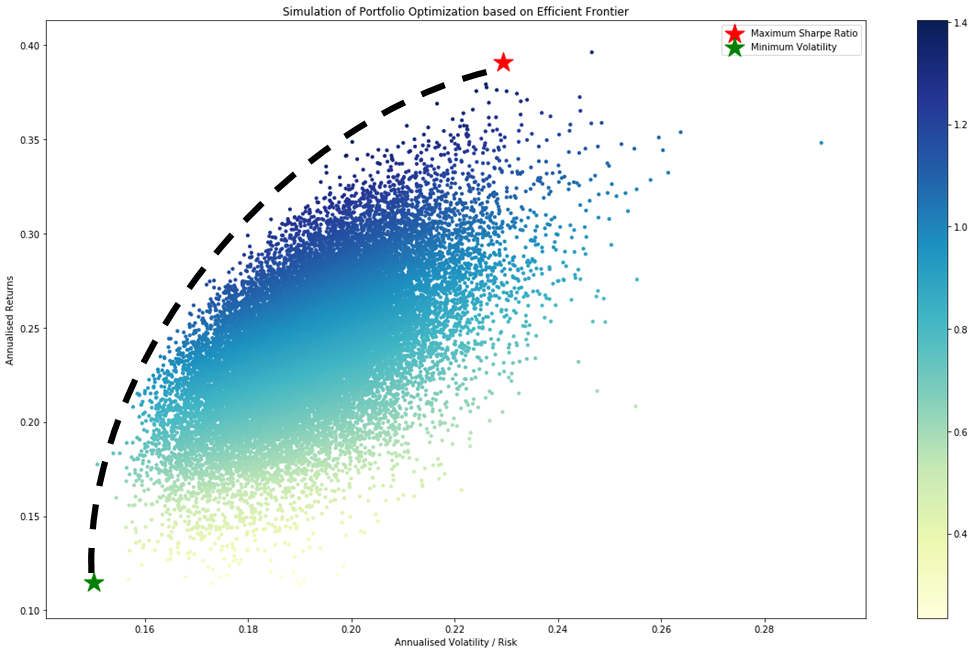 Simulation of Portfolio Optimization based on Efficient Frontier
Maximum Sharpe Ratio
Minimum Volatility
Annualised Returns
0.40
0.35
0.30
0.25
0.20
0.15
0.10
0.16 0.18 0.20 0.22 0.24 0.26 0.28
Annualised Volatility / Risk
1.4
1.2
1.0
0.8
0.6
0.4